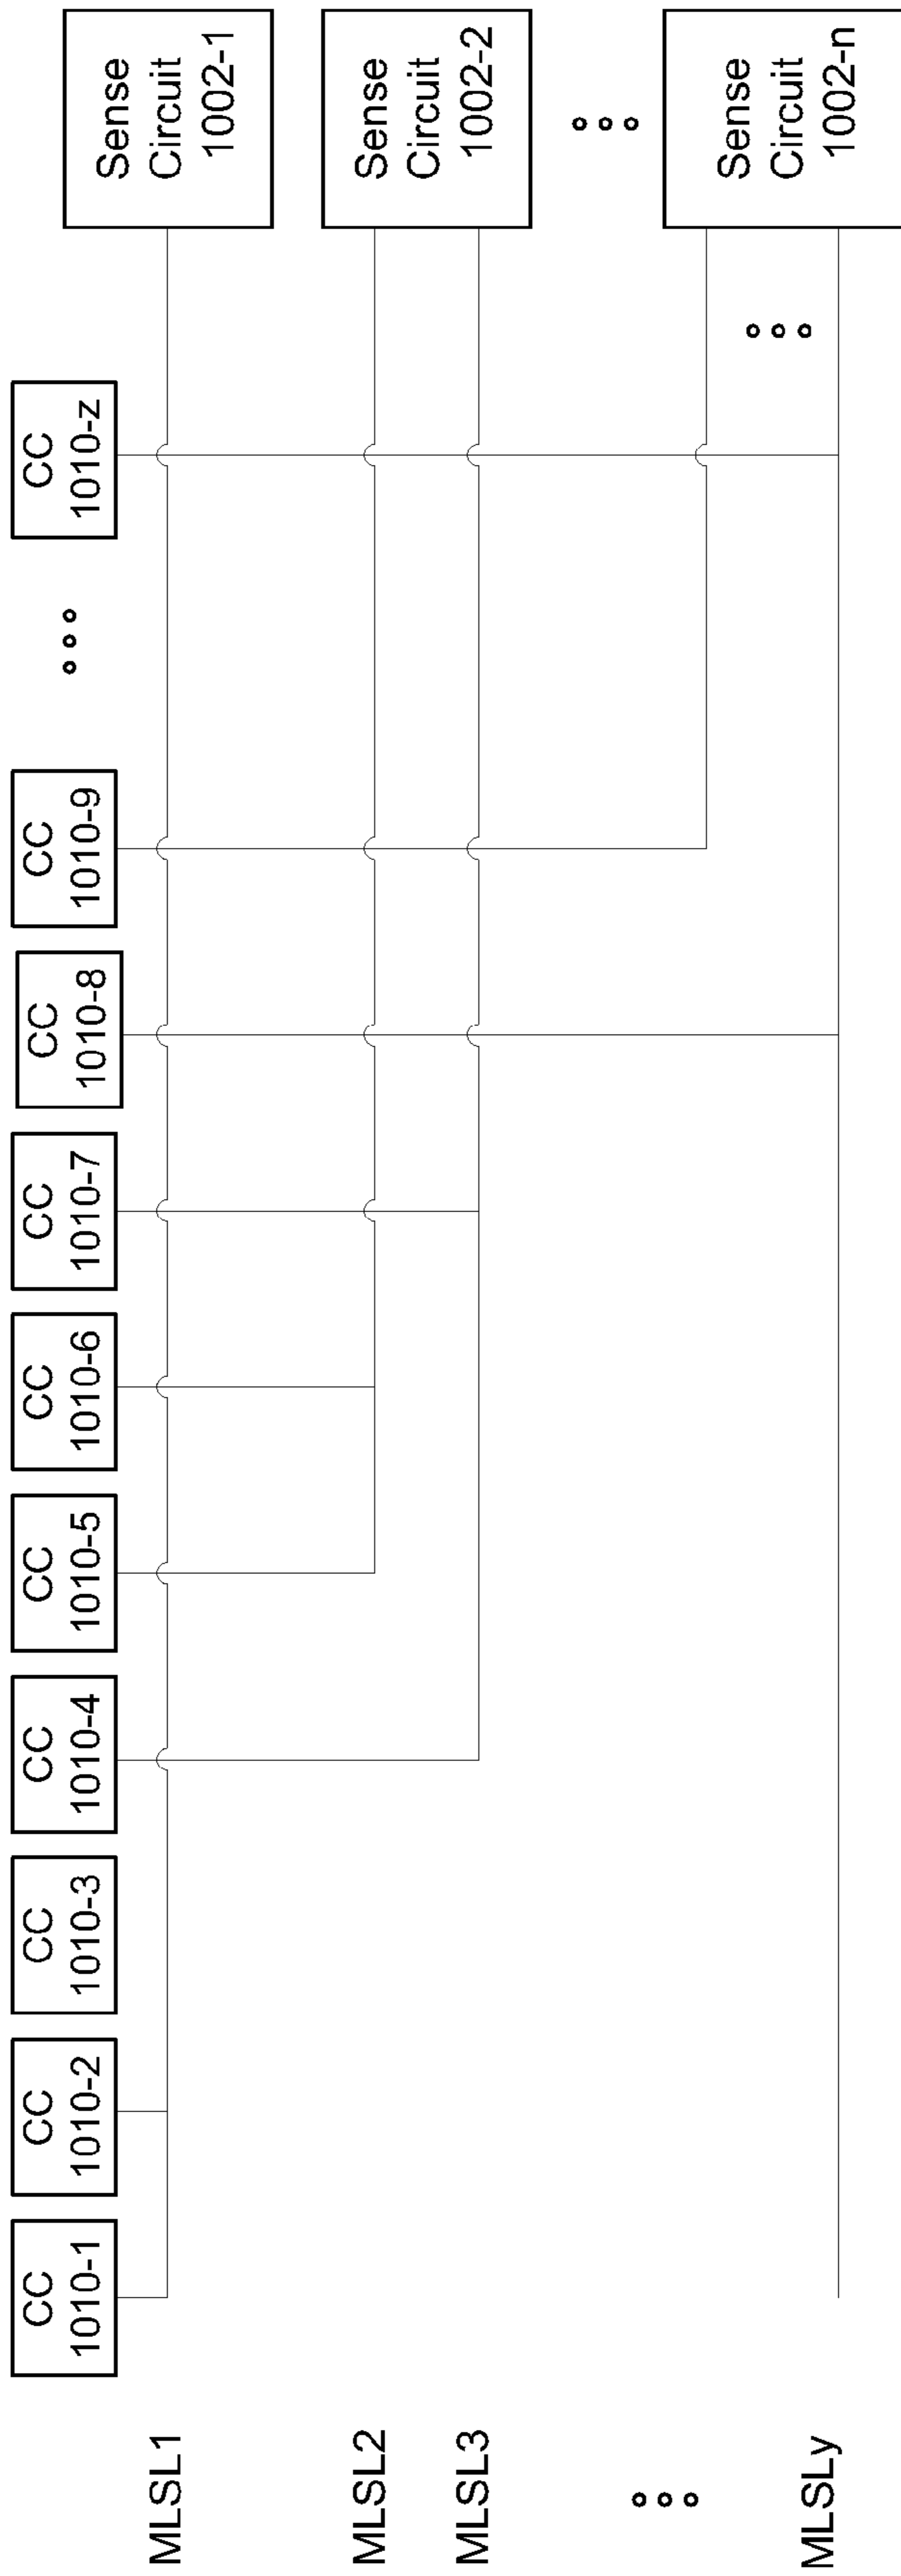 CC
1010-1
CC
1010-2
CC
1010-3
CC
1010-4
CC
1010-5
CC
1010-6
CC
1010-7
CC
1010-8
CC
1010-9
CC
1010-z
MLSL1
MLSL2
MLSL3
MLSLy
Sense
Circuit
1002-1
Sense
Circuit
1002-2
Sense
Circuit
1002-n